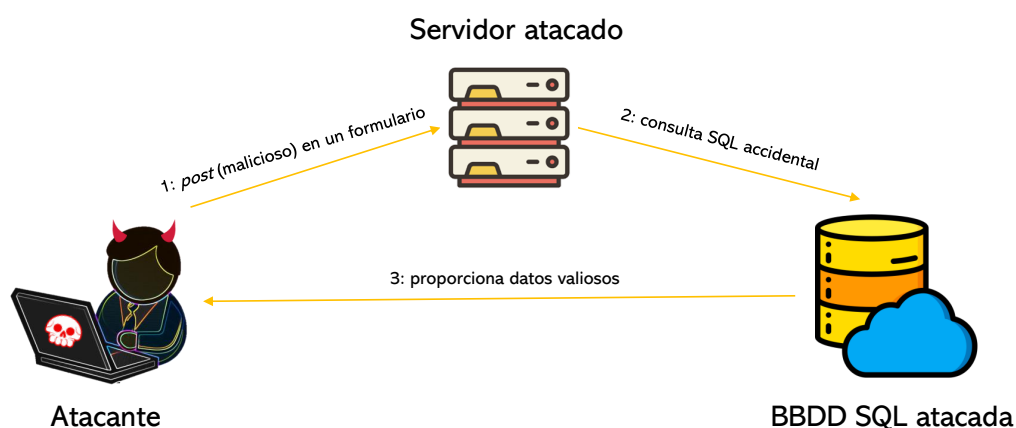 Servidor atacado
1: post (malicioso) en un formulario
2: consulta SQL accidental
3: proporciona datos valiosos
Atacante
BBDD SQL atacada